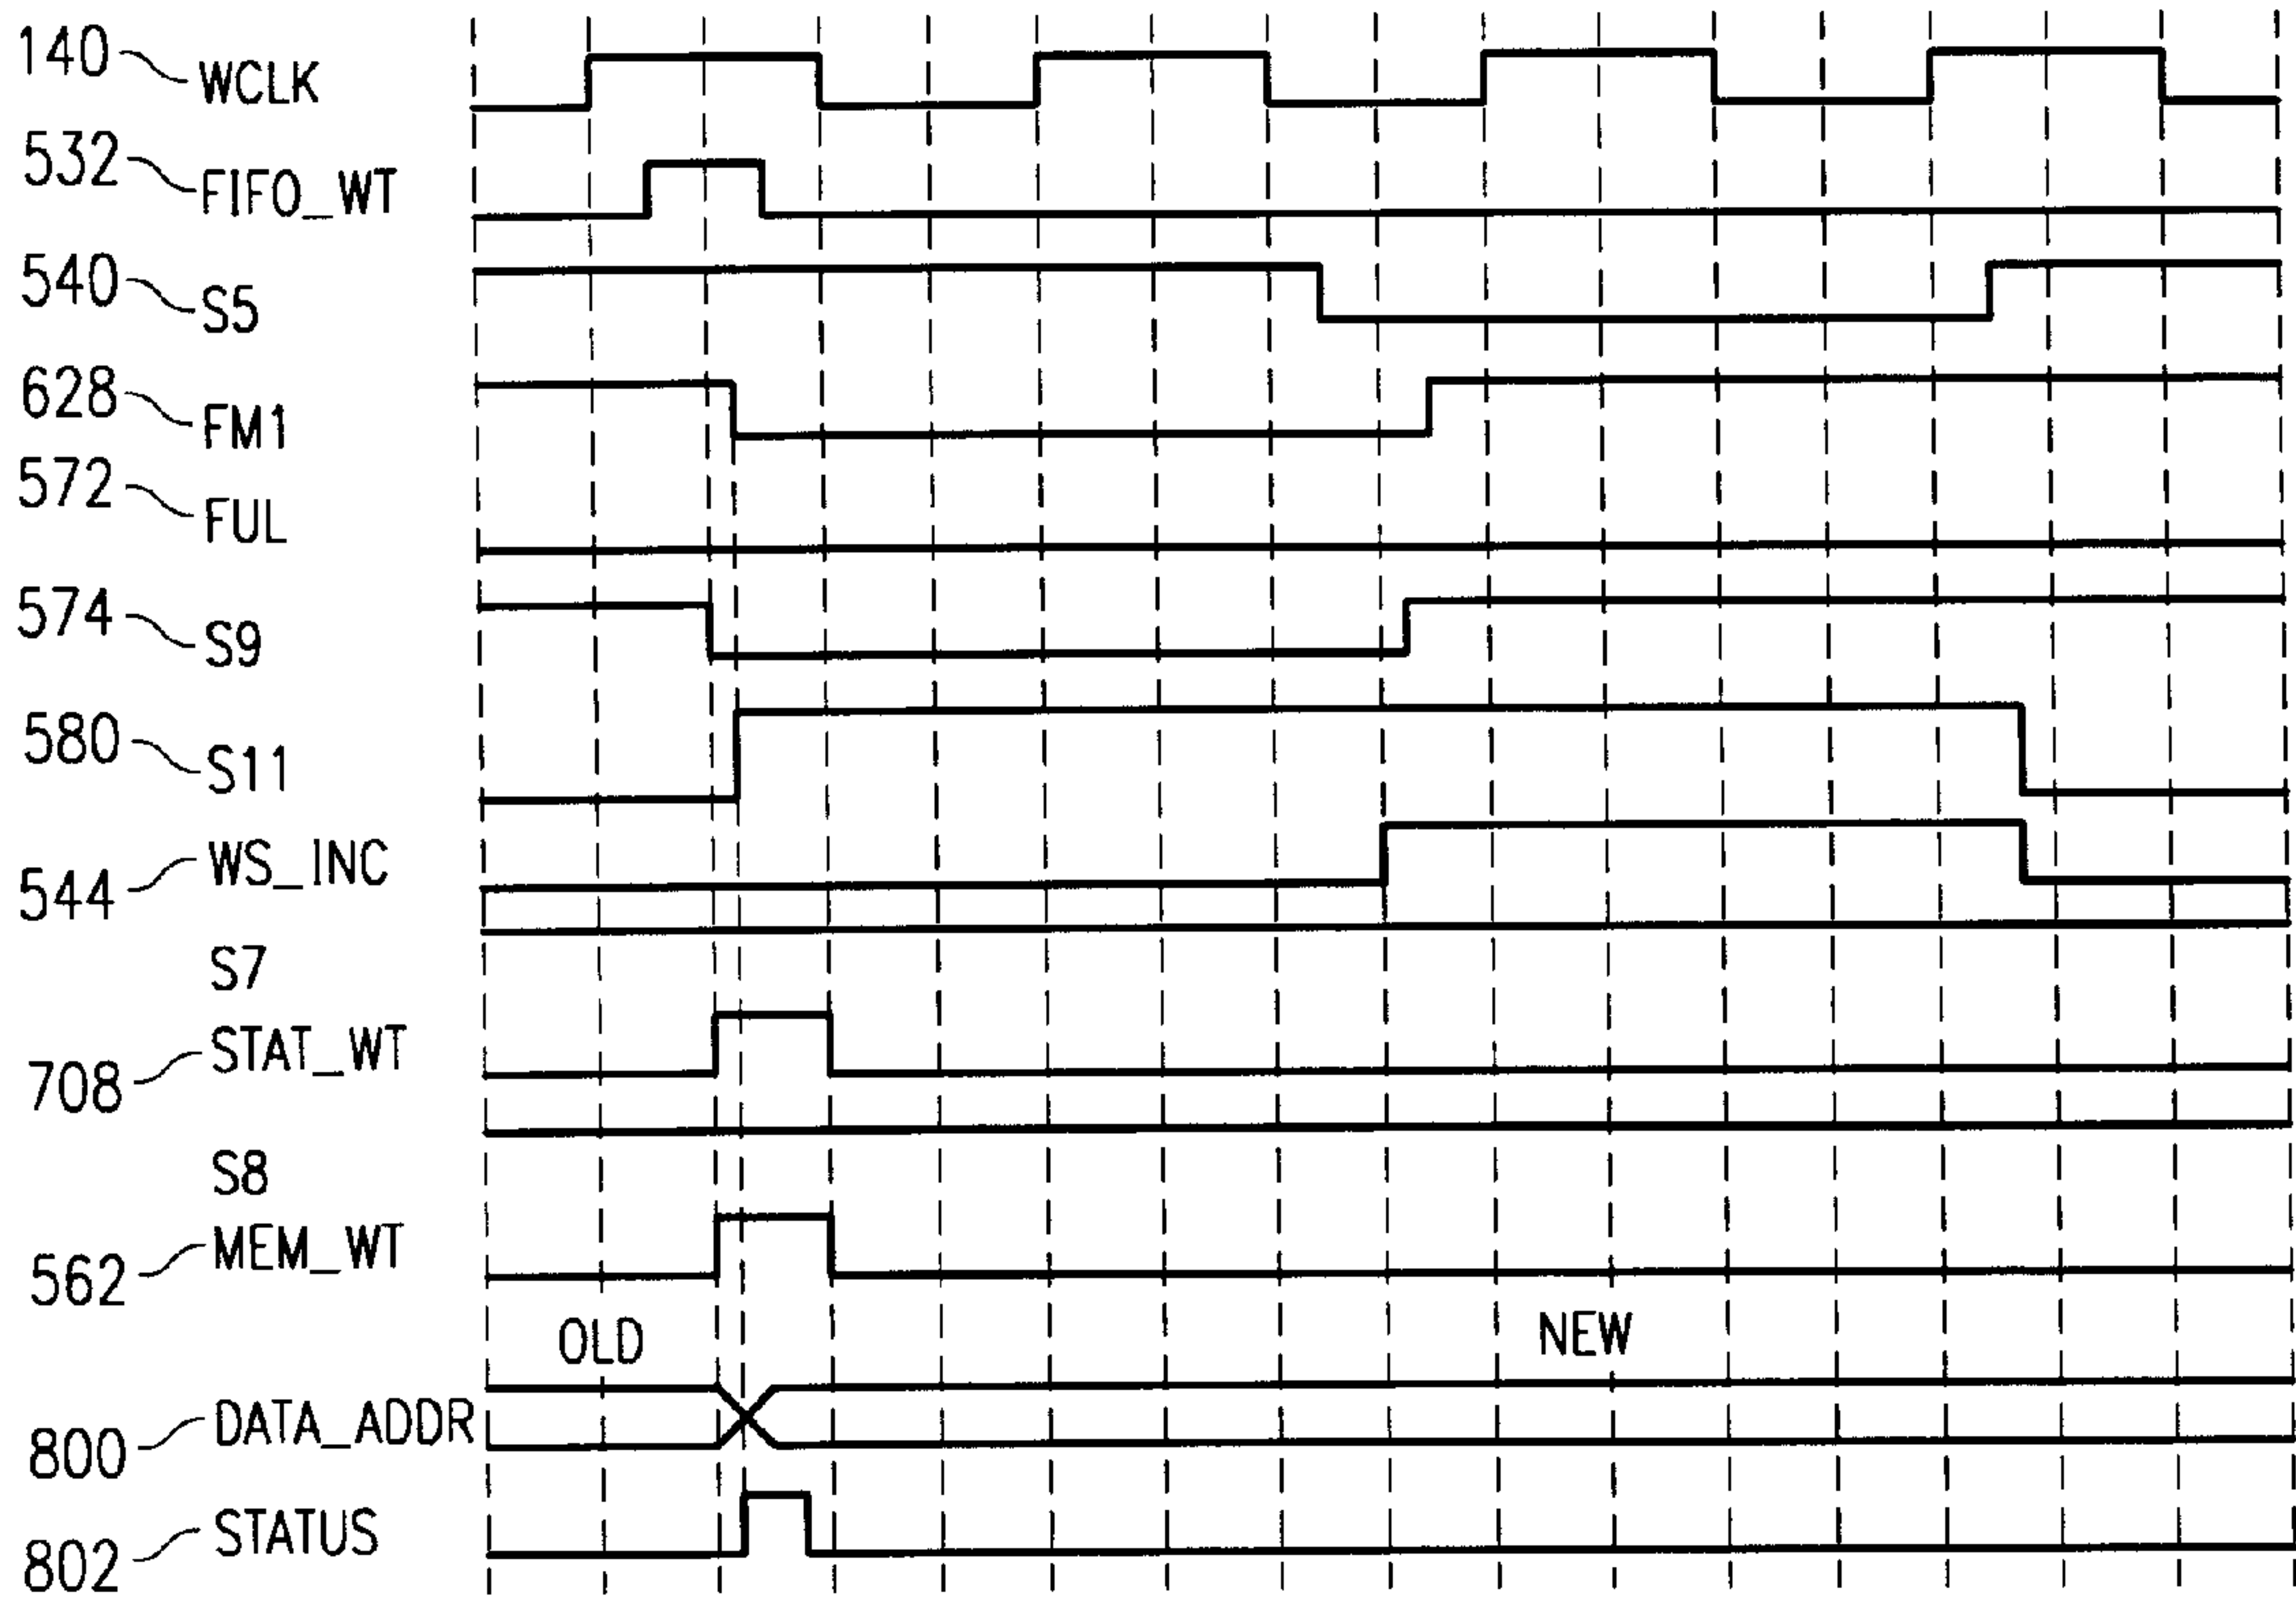 140 WCLK
532 FIFO_WT
540 S5
628 FM1
572 FUL
574 S9
580 S11
544 WS_INC
S7
708 STAT_WT
S8
562 MEM_WT
OLD NEW
800 DATA_ADDR
802 STATUS